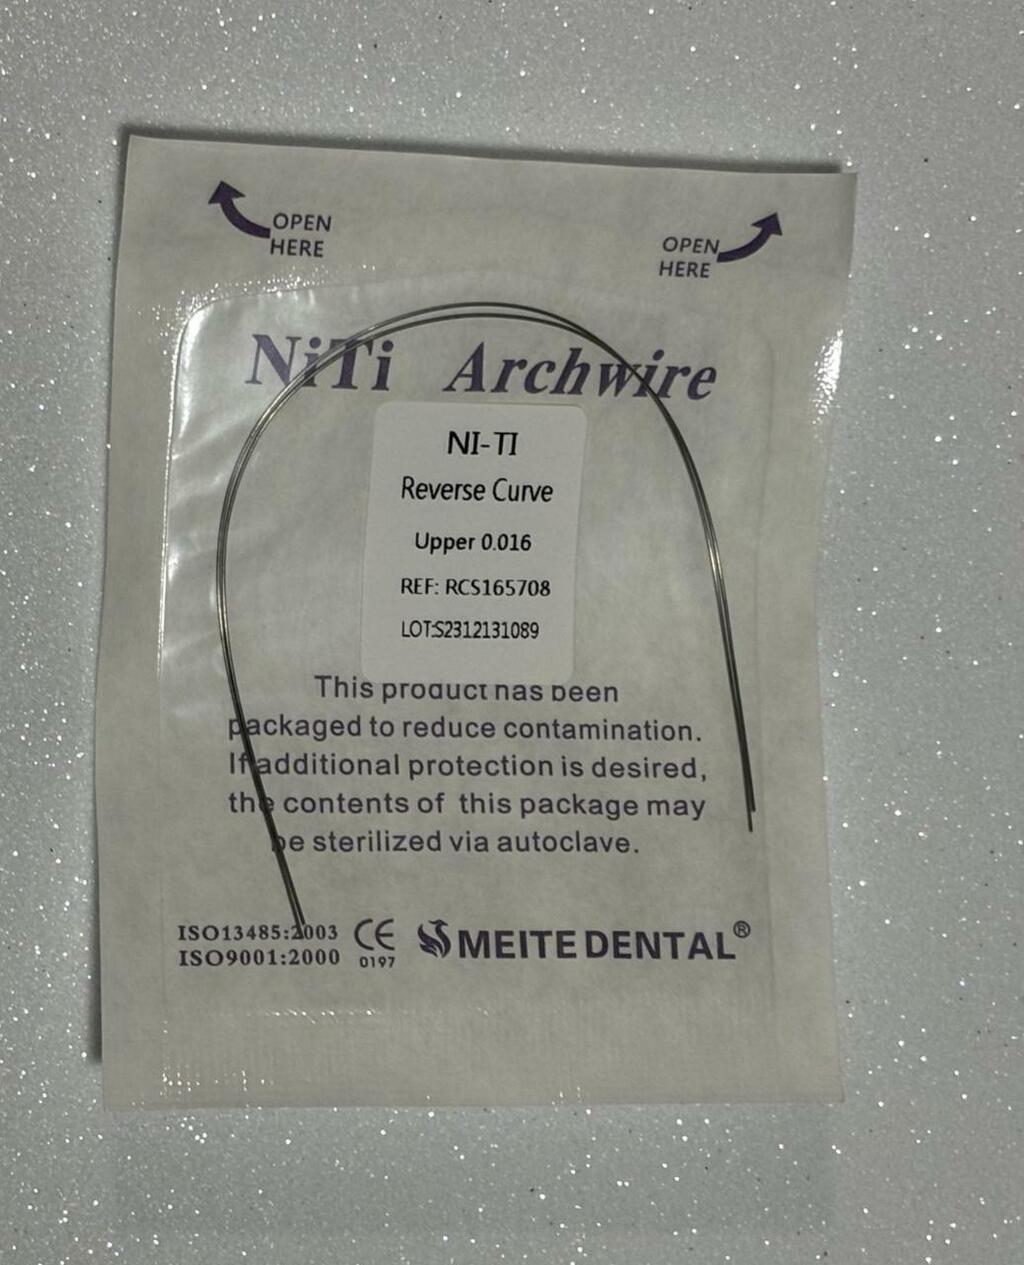 OPEN
HERE
OPEN
HERE
NiTi Archwire
NI-TI
Reverse Curve
Upper 0.016
REF: RCS165708
LOT:S2312131089
This product has been
packaged to reduce contamination.
If additional protection is desired,
the contents of this package may
be sterilized via autoclave.
ISO13485:2003
ISO9001:2000
CE
0197
MEITE DENTAL®